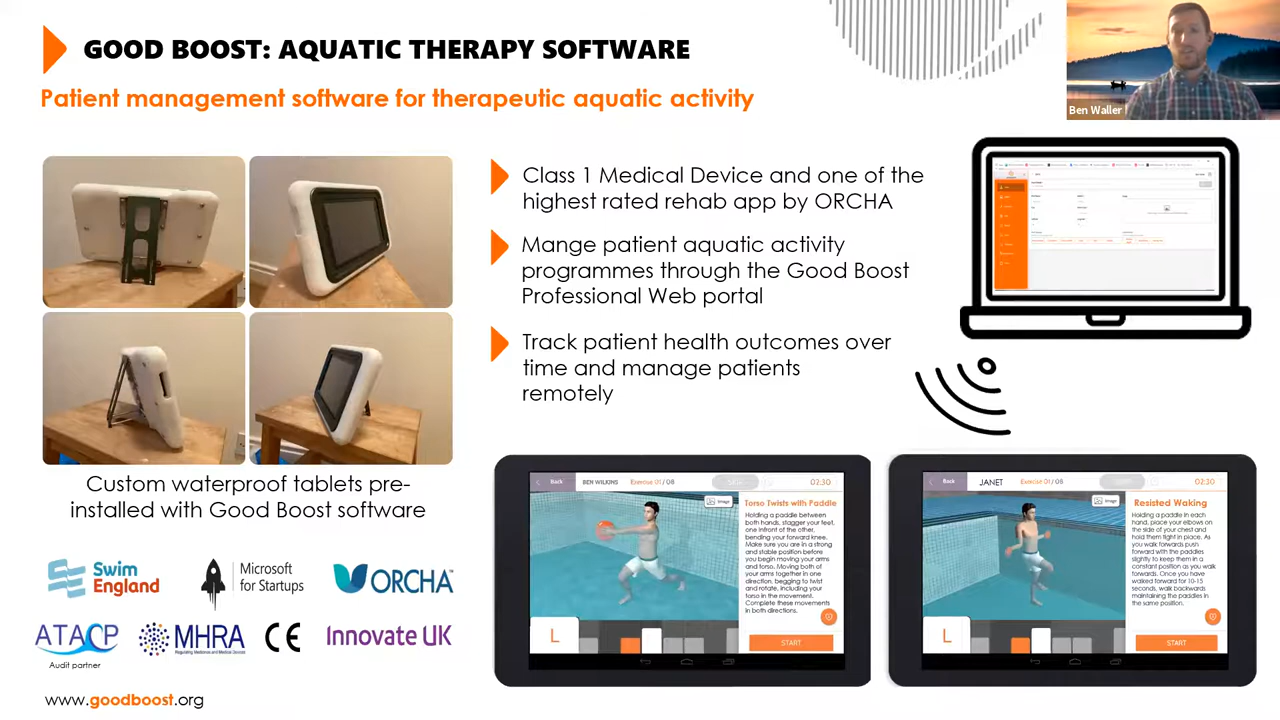 GOOD BOOST: AQUATIC THERAPY SOFTWARE
Patient management software for therapeutic aquatic activity
Ben Waller
Class 1 Medical Device and one of the
highest rated rehab app by ORCHA
Mange patient aquatic activity
programmes through the Good Boost
Professional Web portal
Track patient health outcomes over
time and manage patients
remotely
Custom waterproof tablets pre-
installed with Good Boost software
Swim
England
Microsoft
for Startups
ORCHA
ATACP
Audit partner
MHRA
Regulating Medicines and Medical Devices
CE
Innovate UK
www.goodboost.org
Back
BEN WILKINS
Exercise 01/ 08
02:30
Image
Torso Twists with Paddle
Holding a paddle between
both hands, stagger your feet,
one infront of the other,
bending your forward knee.
Make sure you are in a strong
and stable position before
you begin moving your arms
and torso. Moving both of
your arms together in one
direction, begging to twist
and rotate, including your
torso in the movement.
Complete these movements
in both directions.
L
START
Back
JANET
Exercise 01/ 08
02:30
Image
Resisted Waking
Holding a paddle in each
hand, place your elbows on
the side of your chest and
hold them tight in place. As
you walk forwards push
forward with the paddles
slightly to keep them in a
constant position as you walk
forwards. Once you have
walked forward for 10-15
seconds, walk backwards
maintaining the paddles in
the same position.
L
START